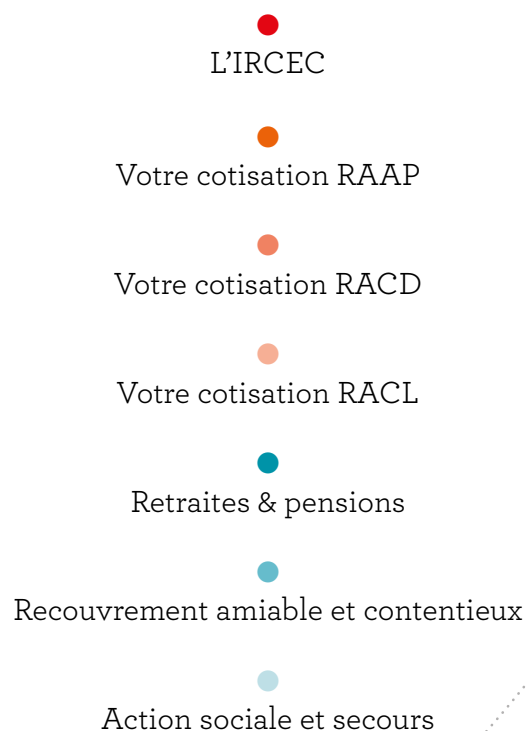 L'IRCEC
Votre cotisation RAAP
Votre cotisation RACD
Votre cotisation RACL
Retraites & pensions
Recouvrement amiable et contentieux
Action sociale et secours